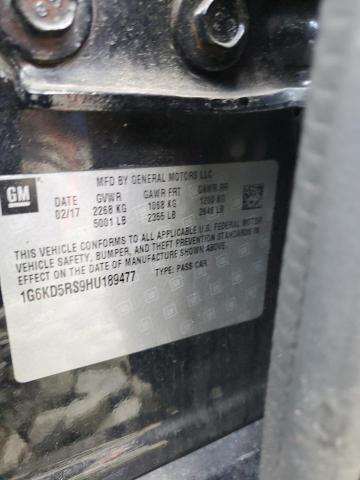 GM
MFD BY GENERAL MOTORS LLC
DATE GVWR GAWR FRT GAWR RR
02/17 2268 KG 1068 KG 1200 KG
5001 LB 2355 LB 2646 LB
THIS VEHICLE CONFORMS TO ALL APPLICABLE U.S. FEDERAL MOTOR
VEHICLE SAFETY, BUMPER, AND THEFT PREVENTION STANDARDS IN
EFFECT ON THE DATE OF MANUFACTURE SHOWN ABOVE.
1G6KD5RS9HU189477 TYPE: PASS CAR